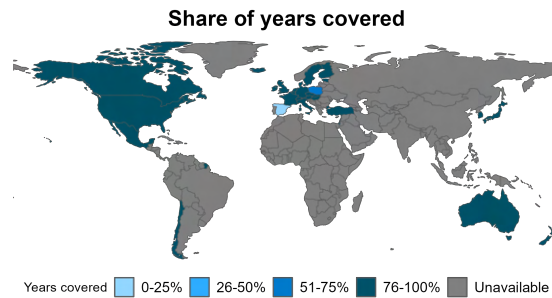 Share of years covered
Years covered 0-25% 26-50% 51-75% 76-100% Unavailable